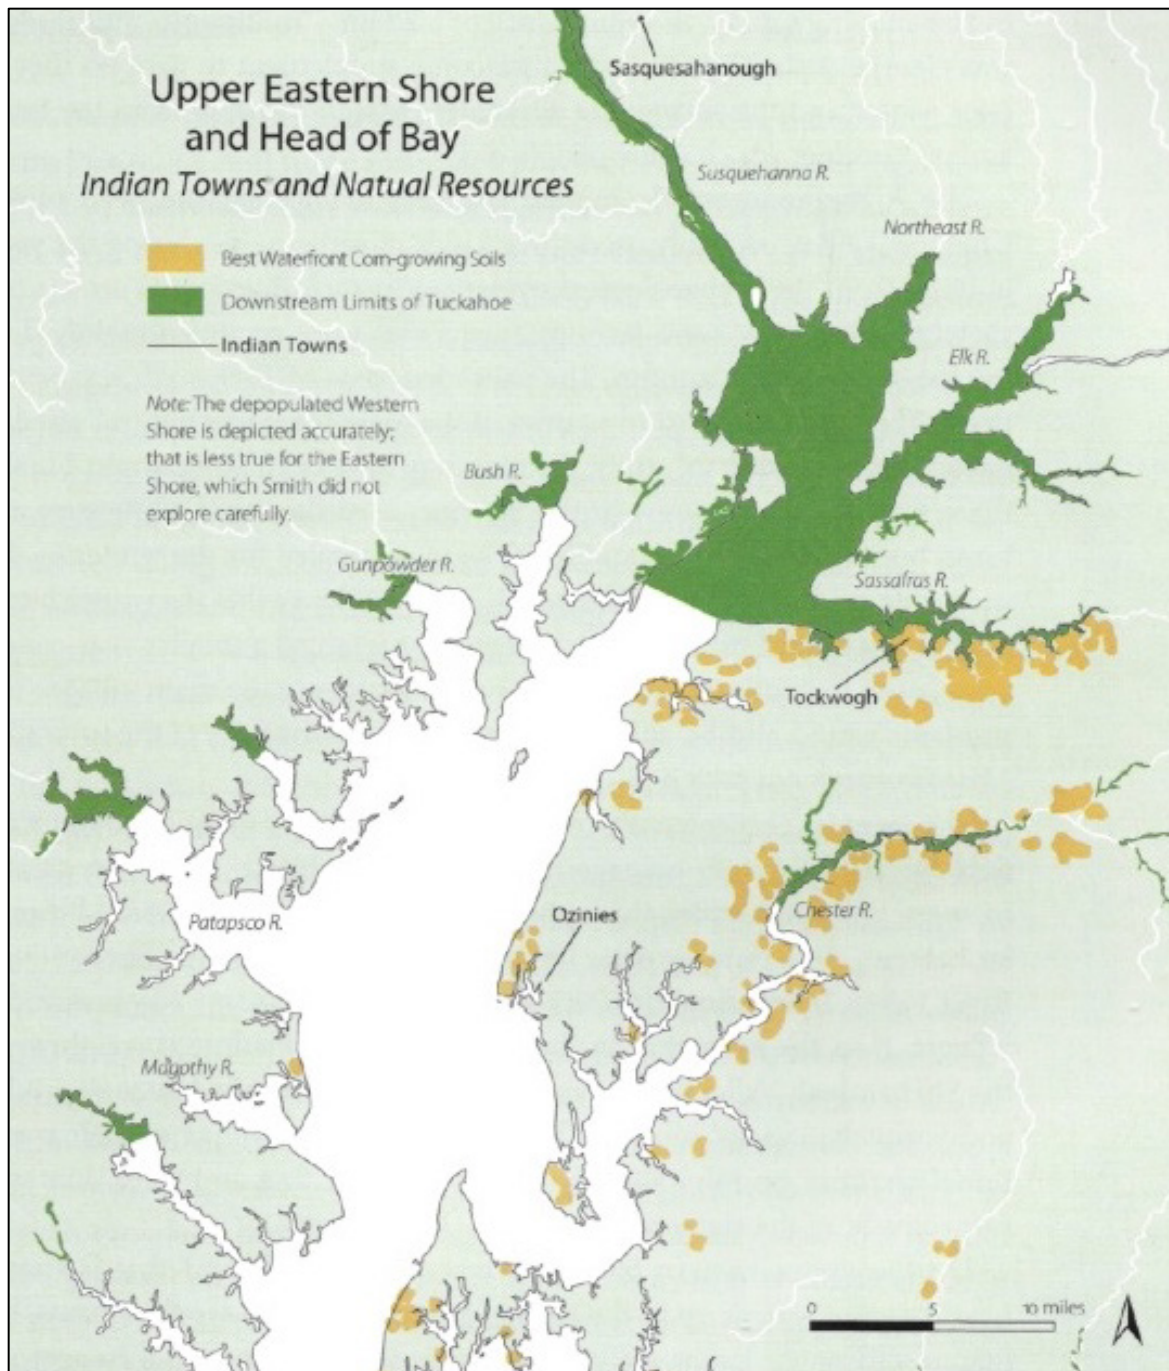 Upper Eastern Shore
and Head of Bay
Indian Towns and Natual Resources
Best Waterfront Corn-growing Soils
Downstream Limits of Tuckahoe
Indian Towns
Note: The depopulated Western
Shore is depicted accurately;
that is less true for the Eastern
Shore, which Smith did not
explore carefully.
Sasquesahanough
Susquehanna R.
Northeast R.
Elk R.
Bush R.
Gunpowder R.
Sassafras R.
Tockwogh
Chester R.
Ozinies
Patapsco R.
Magothy R.
0 5 10 miles